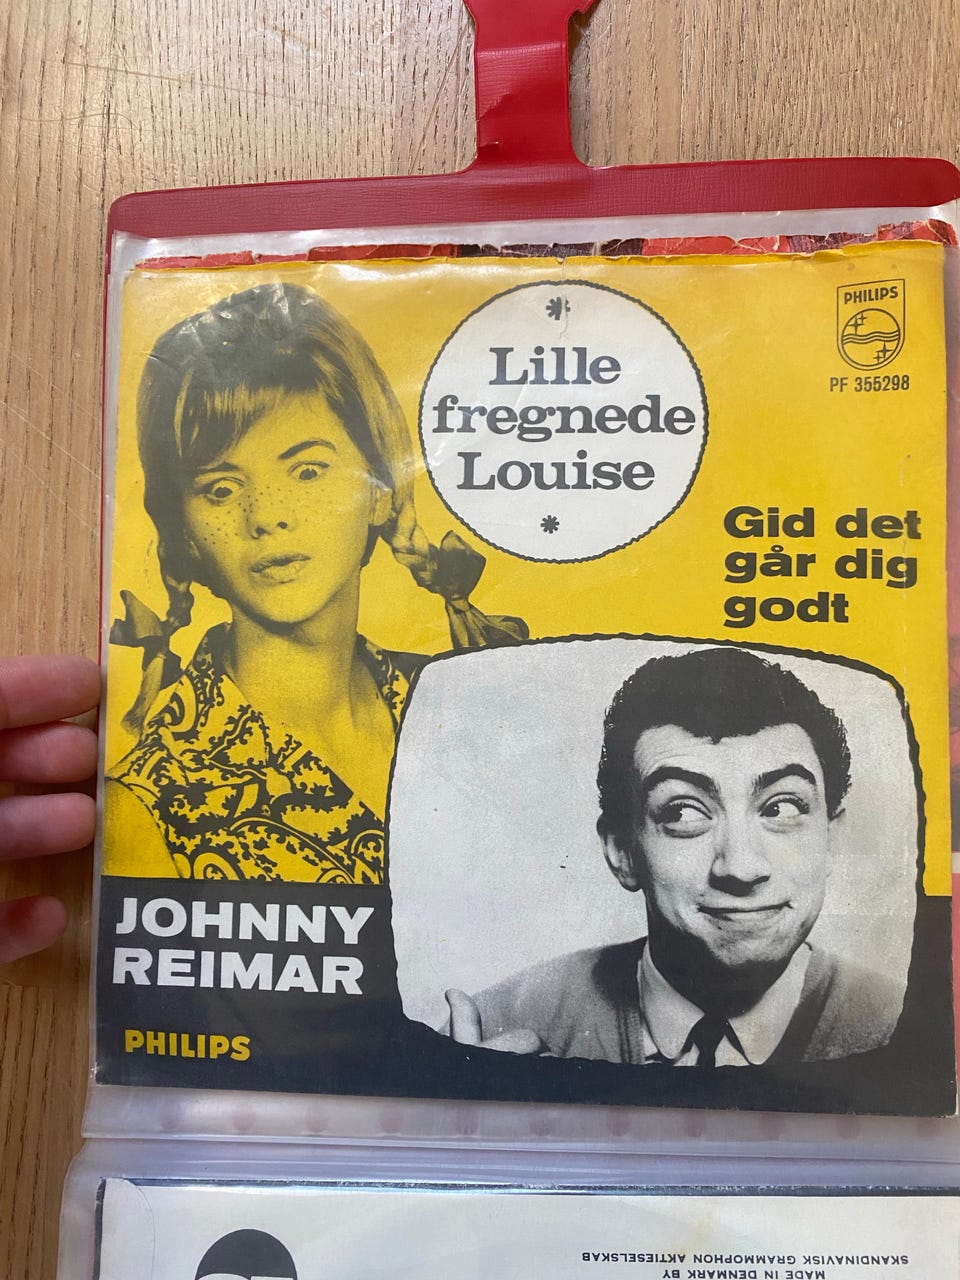 Lille
fregnede
Louise
PHILIPS
PF 355298
Gid det
går dig
godt
JOHNNY
REIMAR
PHILIPS
MADE IN DENMARK BY
SKANDINAVISK GRAMMOPHON AKTIESELSKAB